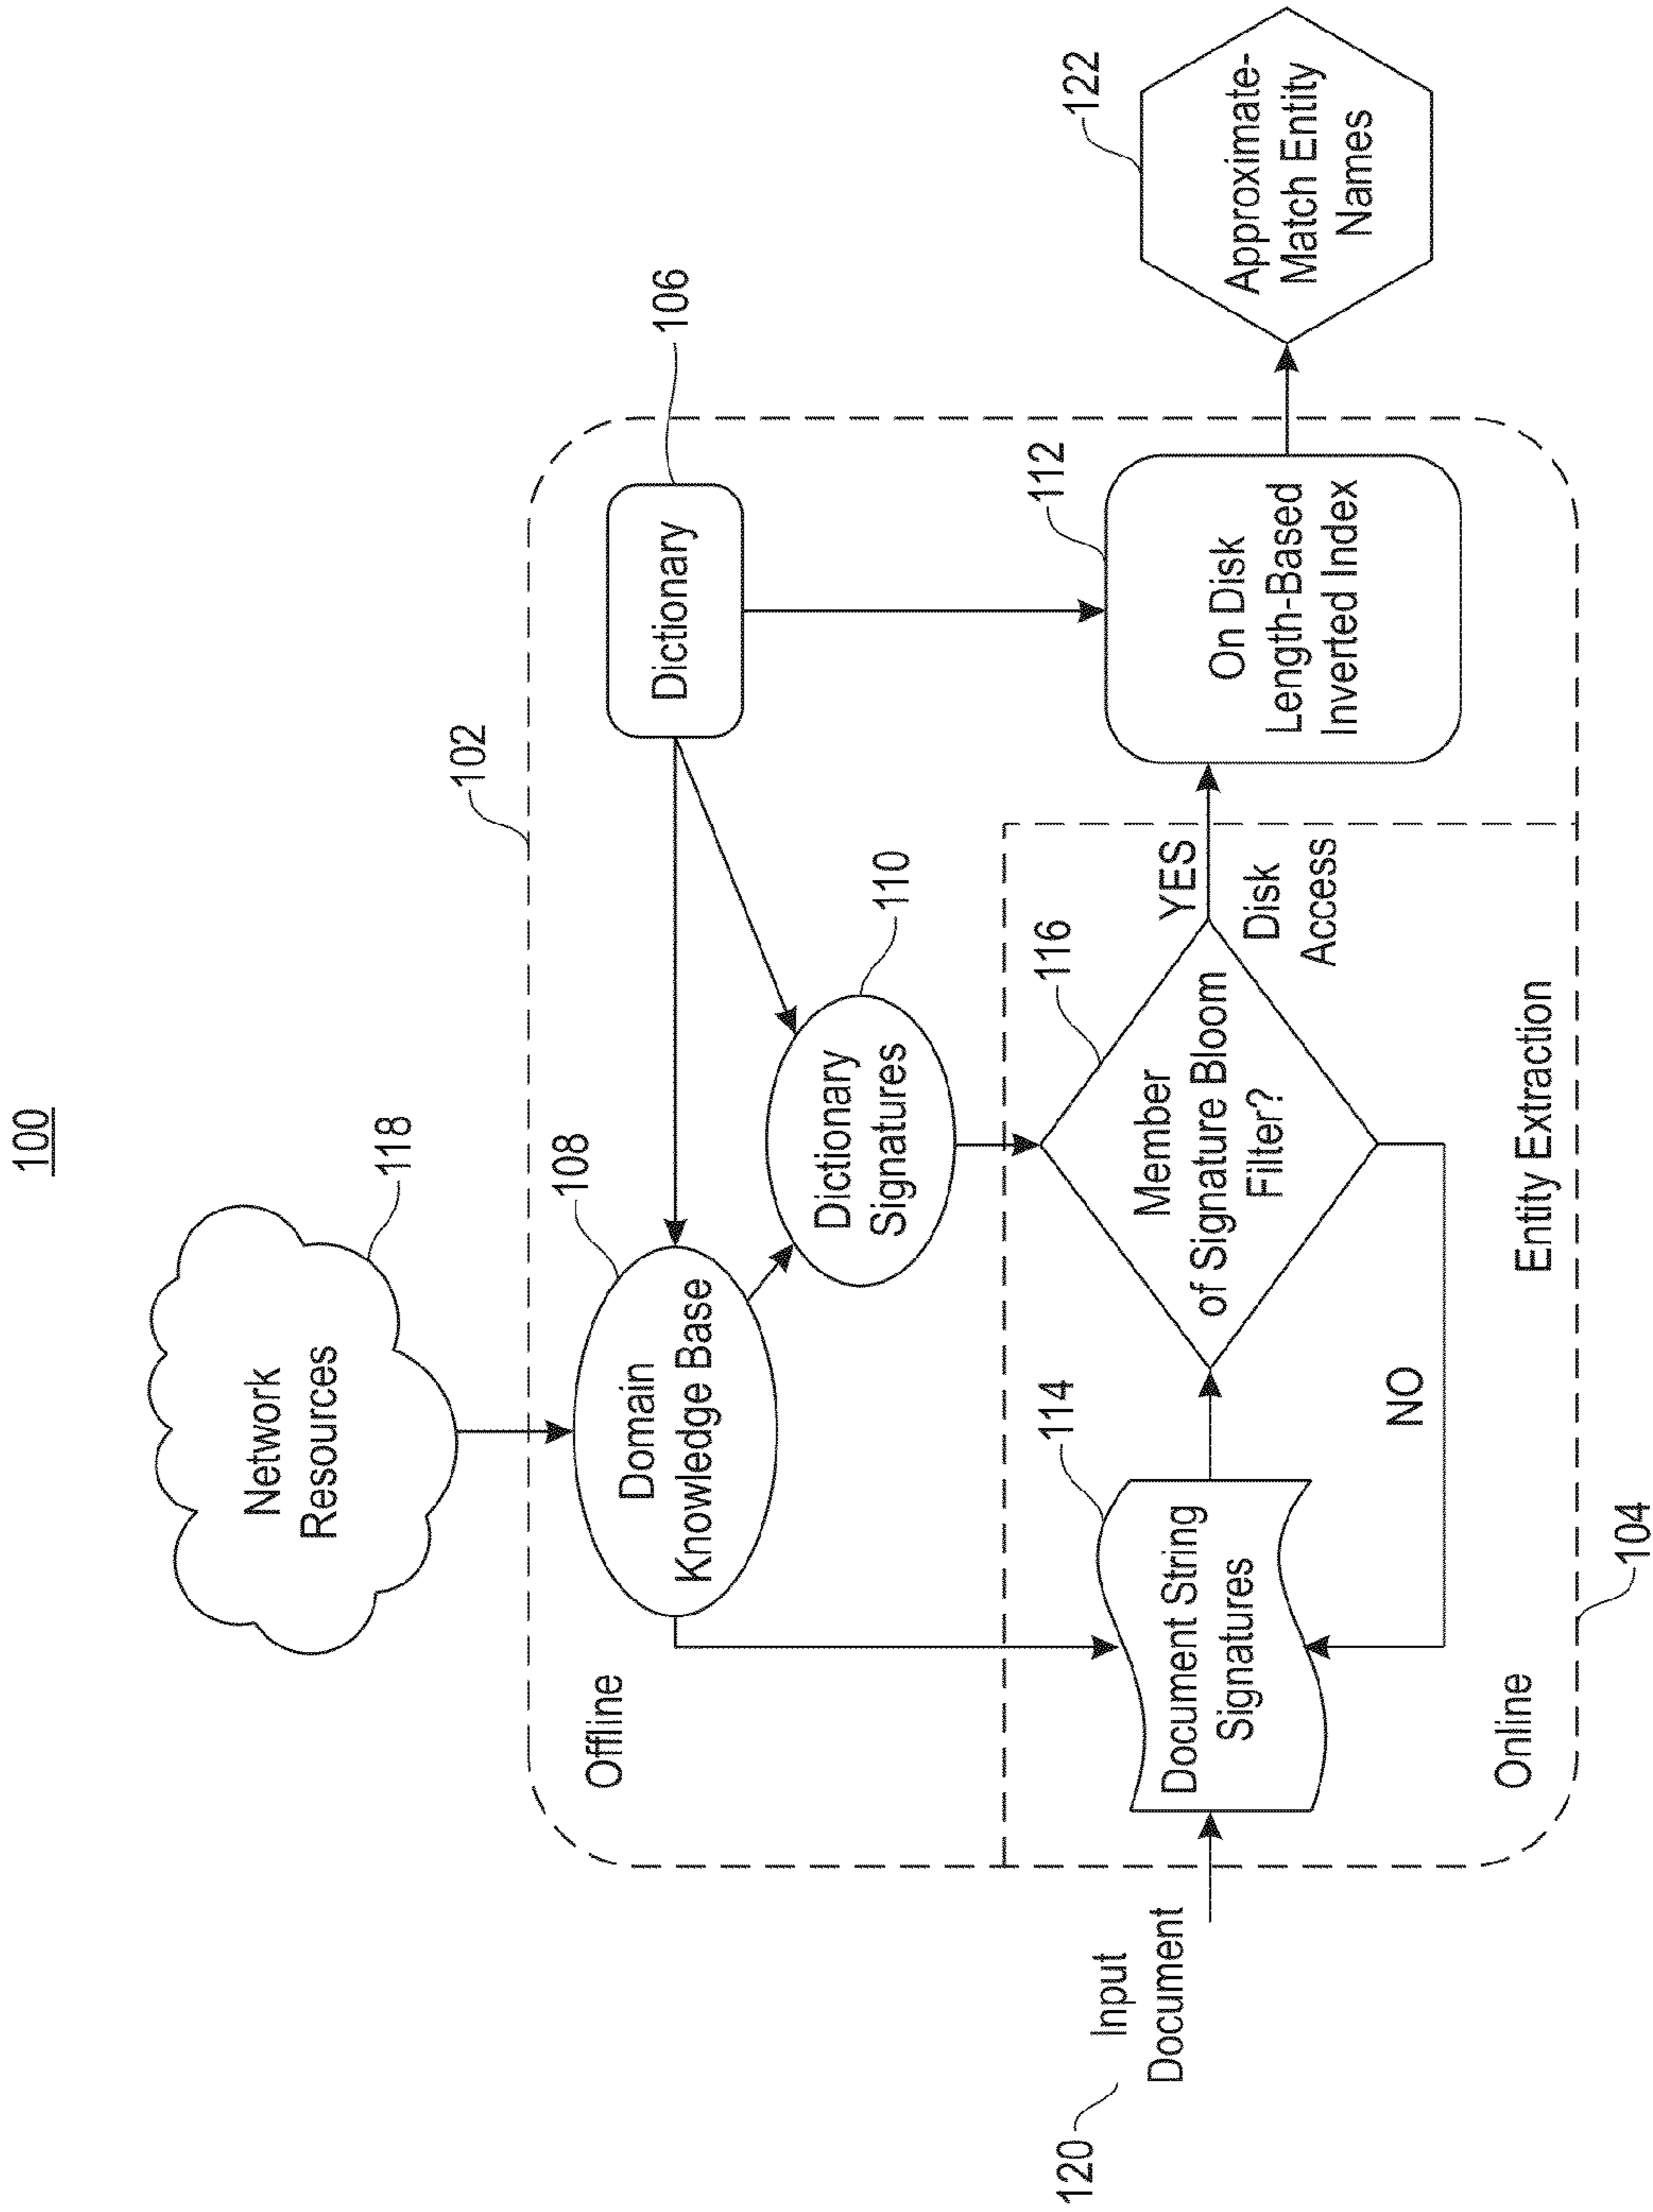 100
Network
Resources
118
102
Offline
Domain
Knowledge Base
108
Dictionary
106
Dictionary
Signatures
110
120
Input
Document
Document String
Signatures
114
Member
of Signature Bloom
Filter?
116
YES
Disk
Access
NO
On Disk
Length-Based
Inverted Index
112
Approximate-
Match Entity
Names
122
Online
Entity Extraction
104